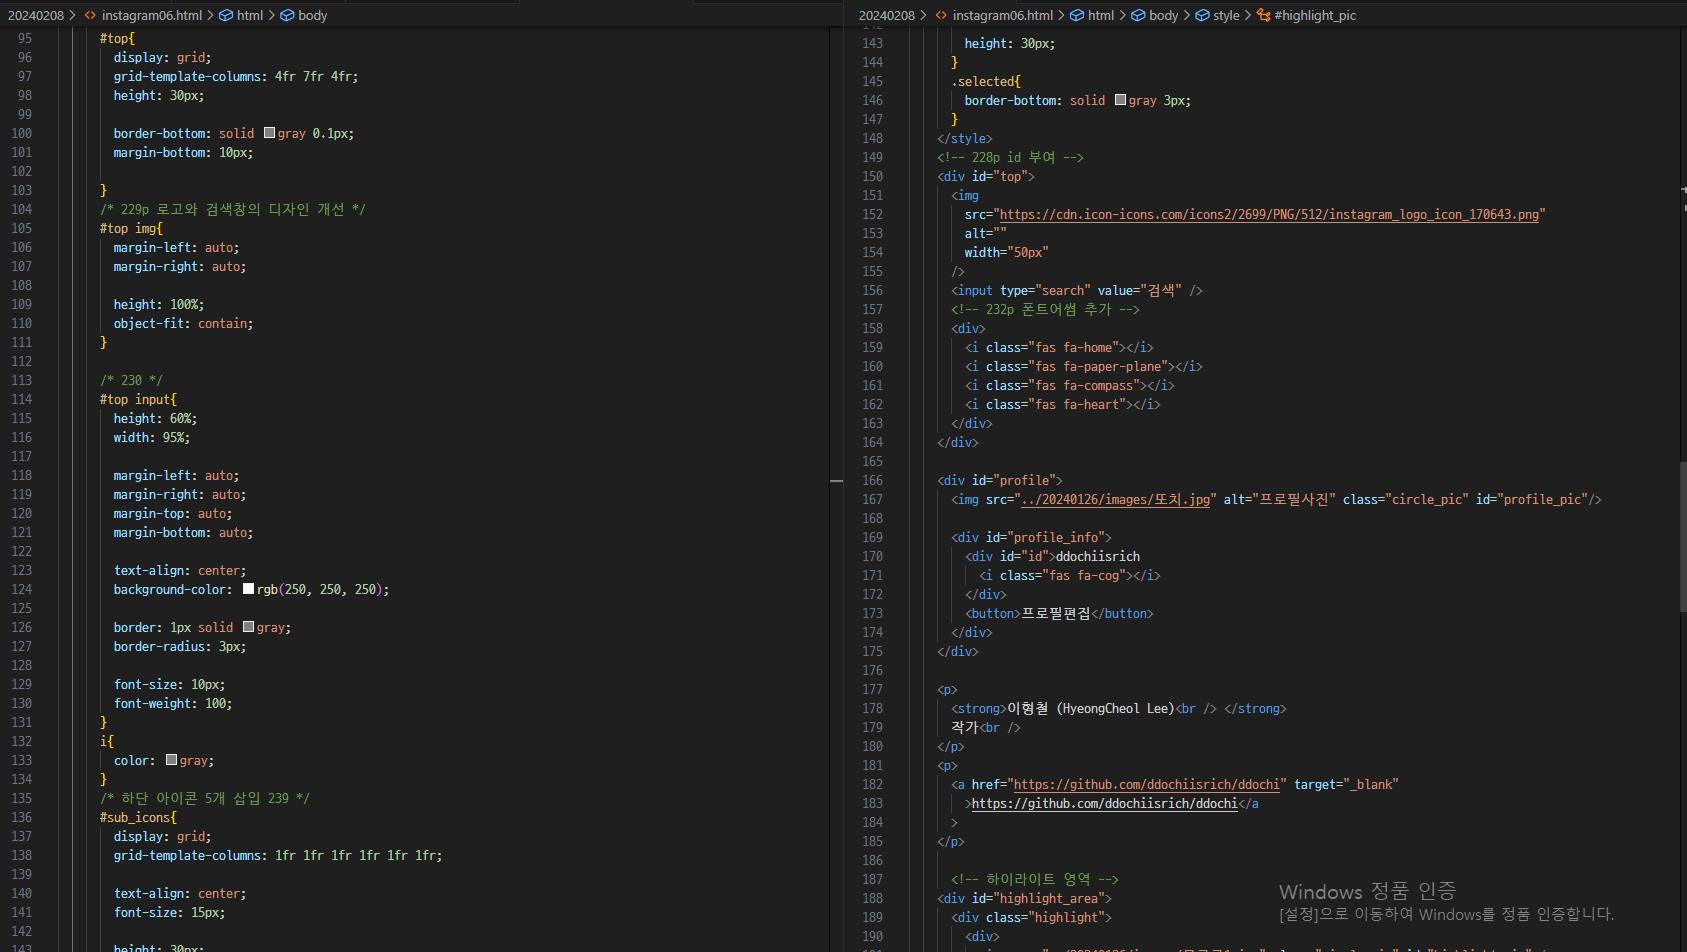 20240208 > <> instagram06.html > html > body
95 #top{
96 display: grid;
97 grid-template-columns: 4fr 7fr 4fr;
98 height: 30px;
99
100 border-bottom: solid gray 0.1px;
101 margin-bottom: 10px;
102
103 }
104 /* 229p 로고와 검색창의 디자인 개선 */
105 #top img{
106 margin-left: auto;
107 margin-right: auto;
108
109 height: 100%;
110 object-fit: contain;
111 }
112
113 /* 230 */
114 #top input{
115 height: 60%;
116 width: 95%;
117
118 margin-left: auto;
119 margin-right: auto;
120 margin-top: auto;
121 margin-bottom: auto;
122
123 text-align: center;
124 background-color: rgb(250, 250, 250);
125
126 border: 1px solid gray;
127 border-radius: 3px;
128
129 font-size: 10px;
130 font-weight: 100;
131 }
132 i{
133 color: gray;
134 }
135 /* 하단 아이콘 5개 삽입 239 */
136 #sub_icons{
137 display: grid;
138 grid-template-columns: 1fr 1fr 1fr 1fr 1fr 1fr;
139
140 text-align: center;
141 font-size: 15px;
142
143 height: 30px;
20240208 > <> instagram06.html > html > body > style > #highlight_pic
142
143 height: 30px;
144 }
145 .selected{
146 border-bottom: solid gray 3px;
147 }
148 </style>
149 <!-- 228p id 부여 -->
150 <div id="top">
151 <img
152 src="https://cdn.icon-icons.com/icons2/2699/PNG/512/instagram_logo_icon_170643.png"
153 alt=""
154 width="50px"
155 />
156 <input type="search" value="검색" />
157 <!-- 232p 폰트어썸 추가 -->
158 <div>
159 <i class="fas fa-home"></i>
160 <i class="fas fa-paper-plane"></i>
161 <i class="fas fa-compass"></i>
162 <i class="fas fa-heart"></i>
163 </div>
164 </div>
165
166 <div id="profile">
167 <img src="../20240126/images/또치.jpg" alt="프로필사진" class="circle_pic" id="profile_pic"/>
168
169 <div id="profile_info">
170 <div id="id">ddochiisrich
171 <i class="fas fa-cog"></i>
172 </div>
173 <button>프로필편집</button>
174 </div>
175 </div>
176
177 <p>
178 <strong>이형철 (HyeongCheol Lee)<br /> </strong>
179 작가<br />
180 </p>
181 <p>
182 <a href="https://github.com/ddochiisrich/ddochi" target="_blank"
183 >https://github.com/ddochiisrich/ddochi</a
184 >
185 </p>
186
187 <!-- 하이라이트 영역 -->
188 <div id="highlight_area">
189 <div class="highlight">
190 <div>
Windows 정품 인증
[설정]으로 이동하여 Windows를 정품 인증합니다.